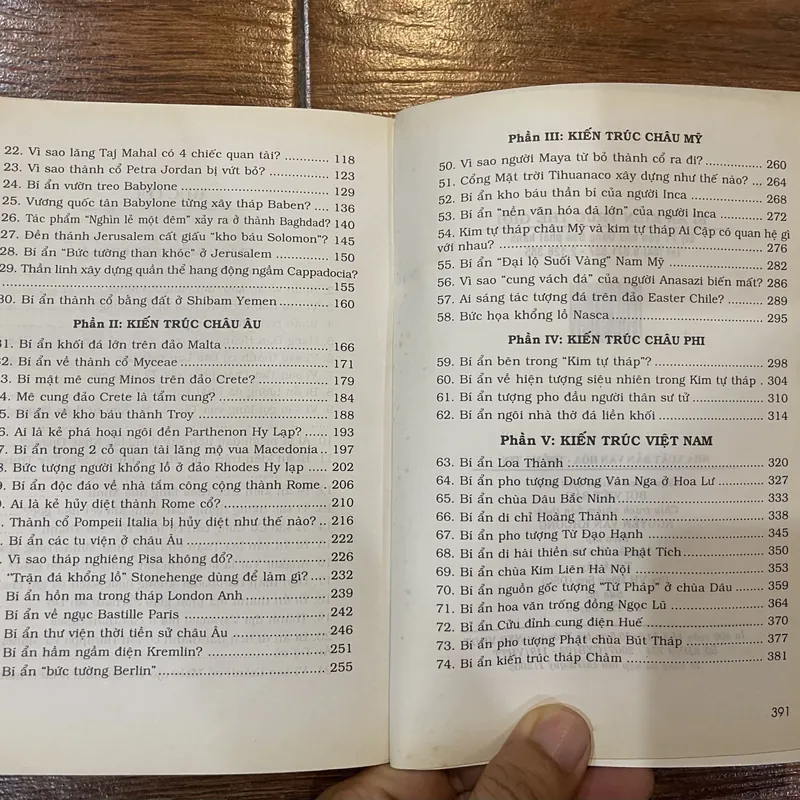 22. Vì sao lăng Taj Mahal có 4 chiếc quan tài? ............ 118
23. Vì sao thành cổ Petra Jordan bị vứt bỏ? ............ 123
24. Bí ẩn vườn treo Babylone ............ 129
25. Vương quốc tân Babylone từng xây tháp Baben? .... 136
26. Tác phẩm "Nghìn lẻ một đêm" xảy ra ở thành Baghdad? 140
27. Đền thánh Jerusalem cất giấu "kho báu Solomon"? 145
28. Bí ẩn "Bức tường than khóc" ở Jerusalem ............ 150
29. Thần linh xây dựng quần thể hang động ngầm Cappadocia?
............ 155
30. Bí ẩn thành cổ bằng đất ở Shibam Yemen ............ 160
Phần II: KIẾN TRÚC CHÂU ÂU
31. Bí ẩn khối đá lớn trên đảo Malta ............ 166
32. Bí ẩn về thành cổ Myceae ............ 171
3. Bí mật mê cung Minos trên đảo Crete? ............ 179
4. Mê cung đảo Crete là tẩm cung? ............ 184
5. Bí ẩn về kho báu thành Troy ............ 188
6. Ai là kẻ phá hoại ngôi đền Parthenon Hy Lạp? ...... 193
7. Bí ẩn trong 2 cỗ quan tài lăng mộ vua Macedonia .. 197
8. Bức tượng người khổng lồ ở đảo Rhodes Hy lạp ..... 202
Bí ẩn độc đáo về nhà tắm công cộng thành Rome . 206
Ai là kẻ hủy diệt thành Rome cổ? ............ 210
Thành cổ Pompeii Italia bị hủy diệt như thế nào? .. 216
Bí ẩn các tu viện ở châu Âu ............ 222
Vì sao tháp nghiêng Pisa không đổ? ............ 226
"Trận đá khổng lồ" Stonehenge dùng để làm gì? .... 232
Bí ẩn hồn ma trong tháp London Anh ............ 239
Bí ẩn về ngục Bastille Paris ............ 242
Bí ẩn thư viện thời tiền sử châu Âu ............ 246
Bí ẩn hầm ngầm điện Kremlin? ............ 251
Bí ẩn "bức tường Berlin" ............ 255
Phần III: KIẾN TRÚC CHÂU MỸ
50. Vì sao người Maya từ bỏ thành cổ ra đi? ............ 260
51. Cổng Mặt trời Tihuanaco xây dựng như thế nào? .. 264
52. Bí ẩn kho báu thần bí của người Inca ............ 268
53. Bí ẩn "nền văn hóa đá lớn" của người Inca ............ 272
54. Kim tự tháp châu Mỹ và kim tự tháp Ai Cập có quan hệ gì
với nhau? ............ 276
55. Bí ẩn "Đại lộ Suối Vàng" Nam Mỹ ............ 282
56. Vì sao "cung vách đá" của người Anasazi biến mất? 286
57. Ai sáng tác tượng đá trên đảo Easter Chile? ....... 289
58. Bức họa khổng lồ Nasca ............ 295
Phần IV: KIẾN TRÚC CHÂU PHI
59. Bí ẩn bên trong "Kim tự tháp"? ............ 298
60. Bí ẩn về hiện tượng siêu nhiên trong Kim tự tháp . 304
61. Bí ẩn tượng pho đầu người thân sư tử ............ 310
62. Bí ẩn ngôi nhà thờ đá liền khối ............ 314
Phần V: KIẾN TRÚC VIỆT NAM
63. Bí ẩn Loa Thành : ............ 320
64. Bí ẩn pho tượng Dương Vân Nga ở Hoa Lư ............ 327
65. Bí ẩn chùa Dâu Bắc Ninh ............ 333
66. Bí ẩn di chỉ Hoàng Thành ............ 338
67. Bí ẩn pho tượng Từ Đạo Hạnh ............ 345
68. Bí ẩn di hài thiền sư chùa Phật Tích ............ 350
69. Bí ẩn chùa Kim Liên Hà Nội ............ 353
70. Bí ẩn nguồn gốc tượng "Tứ Pháp" ở chùa Dâu ...... 359
71. Bí ẩn hoa văn trống đồng Ngọc Lũ ............ 364
72. Bí ẩn Cửu đỉnh cung điện Huế ............ 370
73. Bí ẩn pho tượng Phật chùa Bút Tháp ............ 377
74. Bí ẩn kiến trúc tháp Chàm ............ 381
391